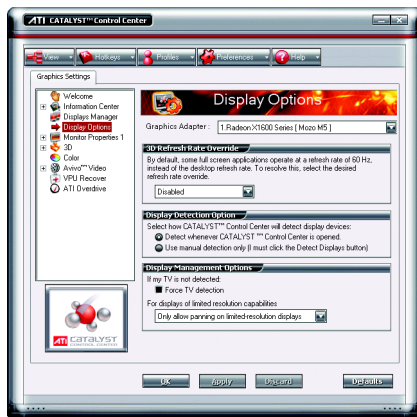 ATI CATALYST™ Control Center
View
Hotkeys
Profiles
Preferences
Help
Graphics Settings
Welcome
Information Center
Displays Manager
Display Options
Monitor Properties 1
3D
Color
Avivo™ Video
VPU Recover
ATI Overdrive
Display Options
Graphics Adapter : 1.Radeon X1600 Series [ Mozo M5 ]
3D Refresh Rate Override
By default, some full screen applications operate at a refresh rate of 60 Hz,
instead of the desktop refresh rate. To resolve this, select the desired
refresh rate override.
Disabled
Display Detection Option
Select how CATALYST™ Control Center will detect display devices:
Detect whenever CATALYST ™ Control Center is opened.
Use manual detection only (I must click the Detect Displays button)
Display Management Options
If my TV is not detected:
Force TV detection
For displays of limited resolution capabilities
Only allow panning on limited-resolution displays
ATI CATALYST
CONTROL CENTER
OK
Apply
Discard
Defaults